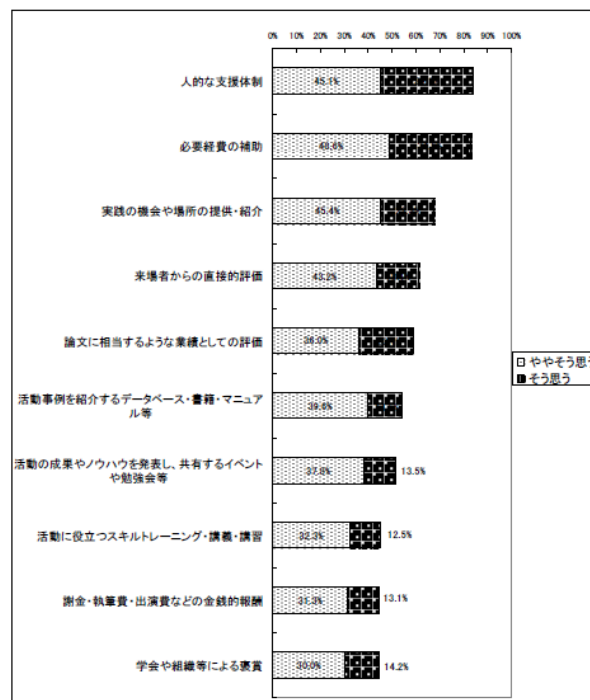 0% 10% 20% 30% 40% 50% 60% 70% 80% 90% 100%
人的な支援体制
45.1%
必要経費の補助
48.6%
実践の機会や場所の提供・紹介
45.4%
来場者からの直接的評価
43.2%
論文に相当するような業績としての評価
36.0%
活動事例を紹介するデータベース・書籍・マニュア
ル等
39.6%
活動の成果やノウハウを発表し、共有するイベント
や勉強会等
37.8% 13.5%
活動に役立つスキルトレーニング・講義・講習
32.3% 12.5%
謝金・執筆費・出演費などの金銭的報酬
31.3% 13.1%
学会や組織等による褒賞
30.0% 14.2%
ややそう思う
そう思う